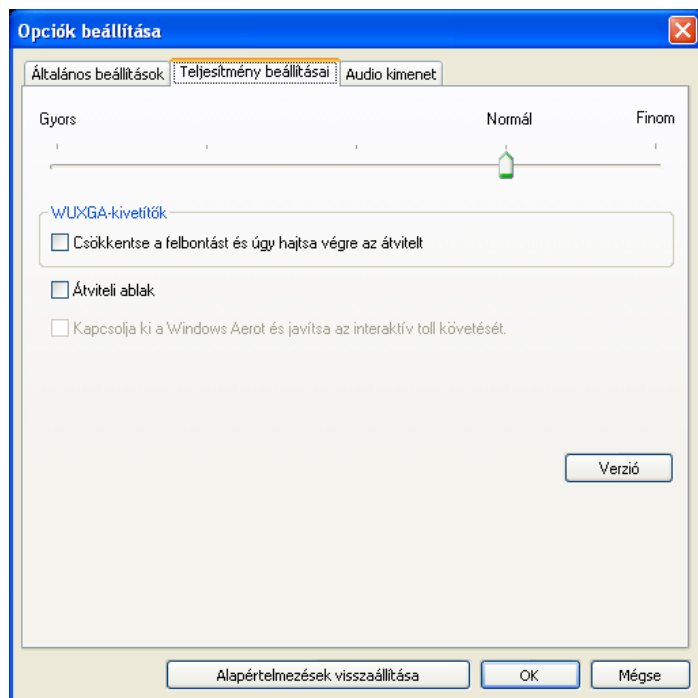 Opciók beállítása
Általános beállítások Teljesítmény beállításai Audio kimenet
Gyors Normál Finom
WUXGA-kivetítők
Csökkentse a felbontást és úgy hajtsa végre az átvitelt
Átviteli ablak
Kapcsolja ki a Windows Aerot és javítsa az interaktív toll követését.
Verzió
Alapértelmezések visszaállítása OK Mégse